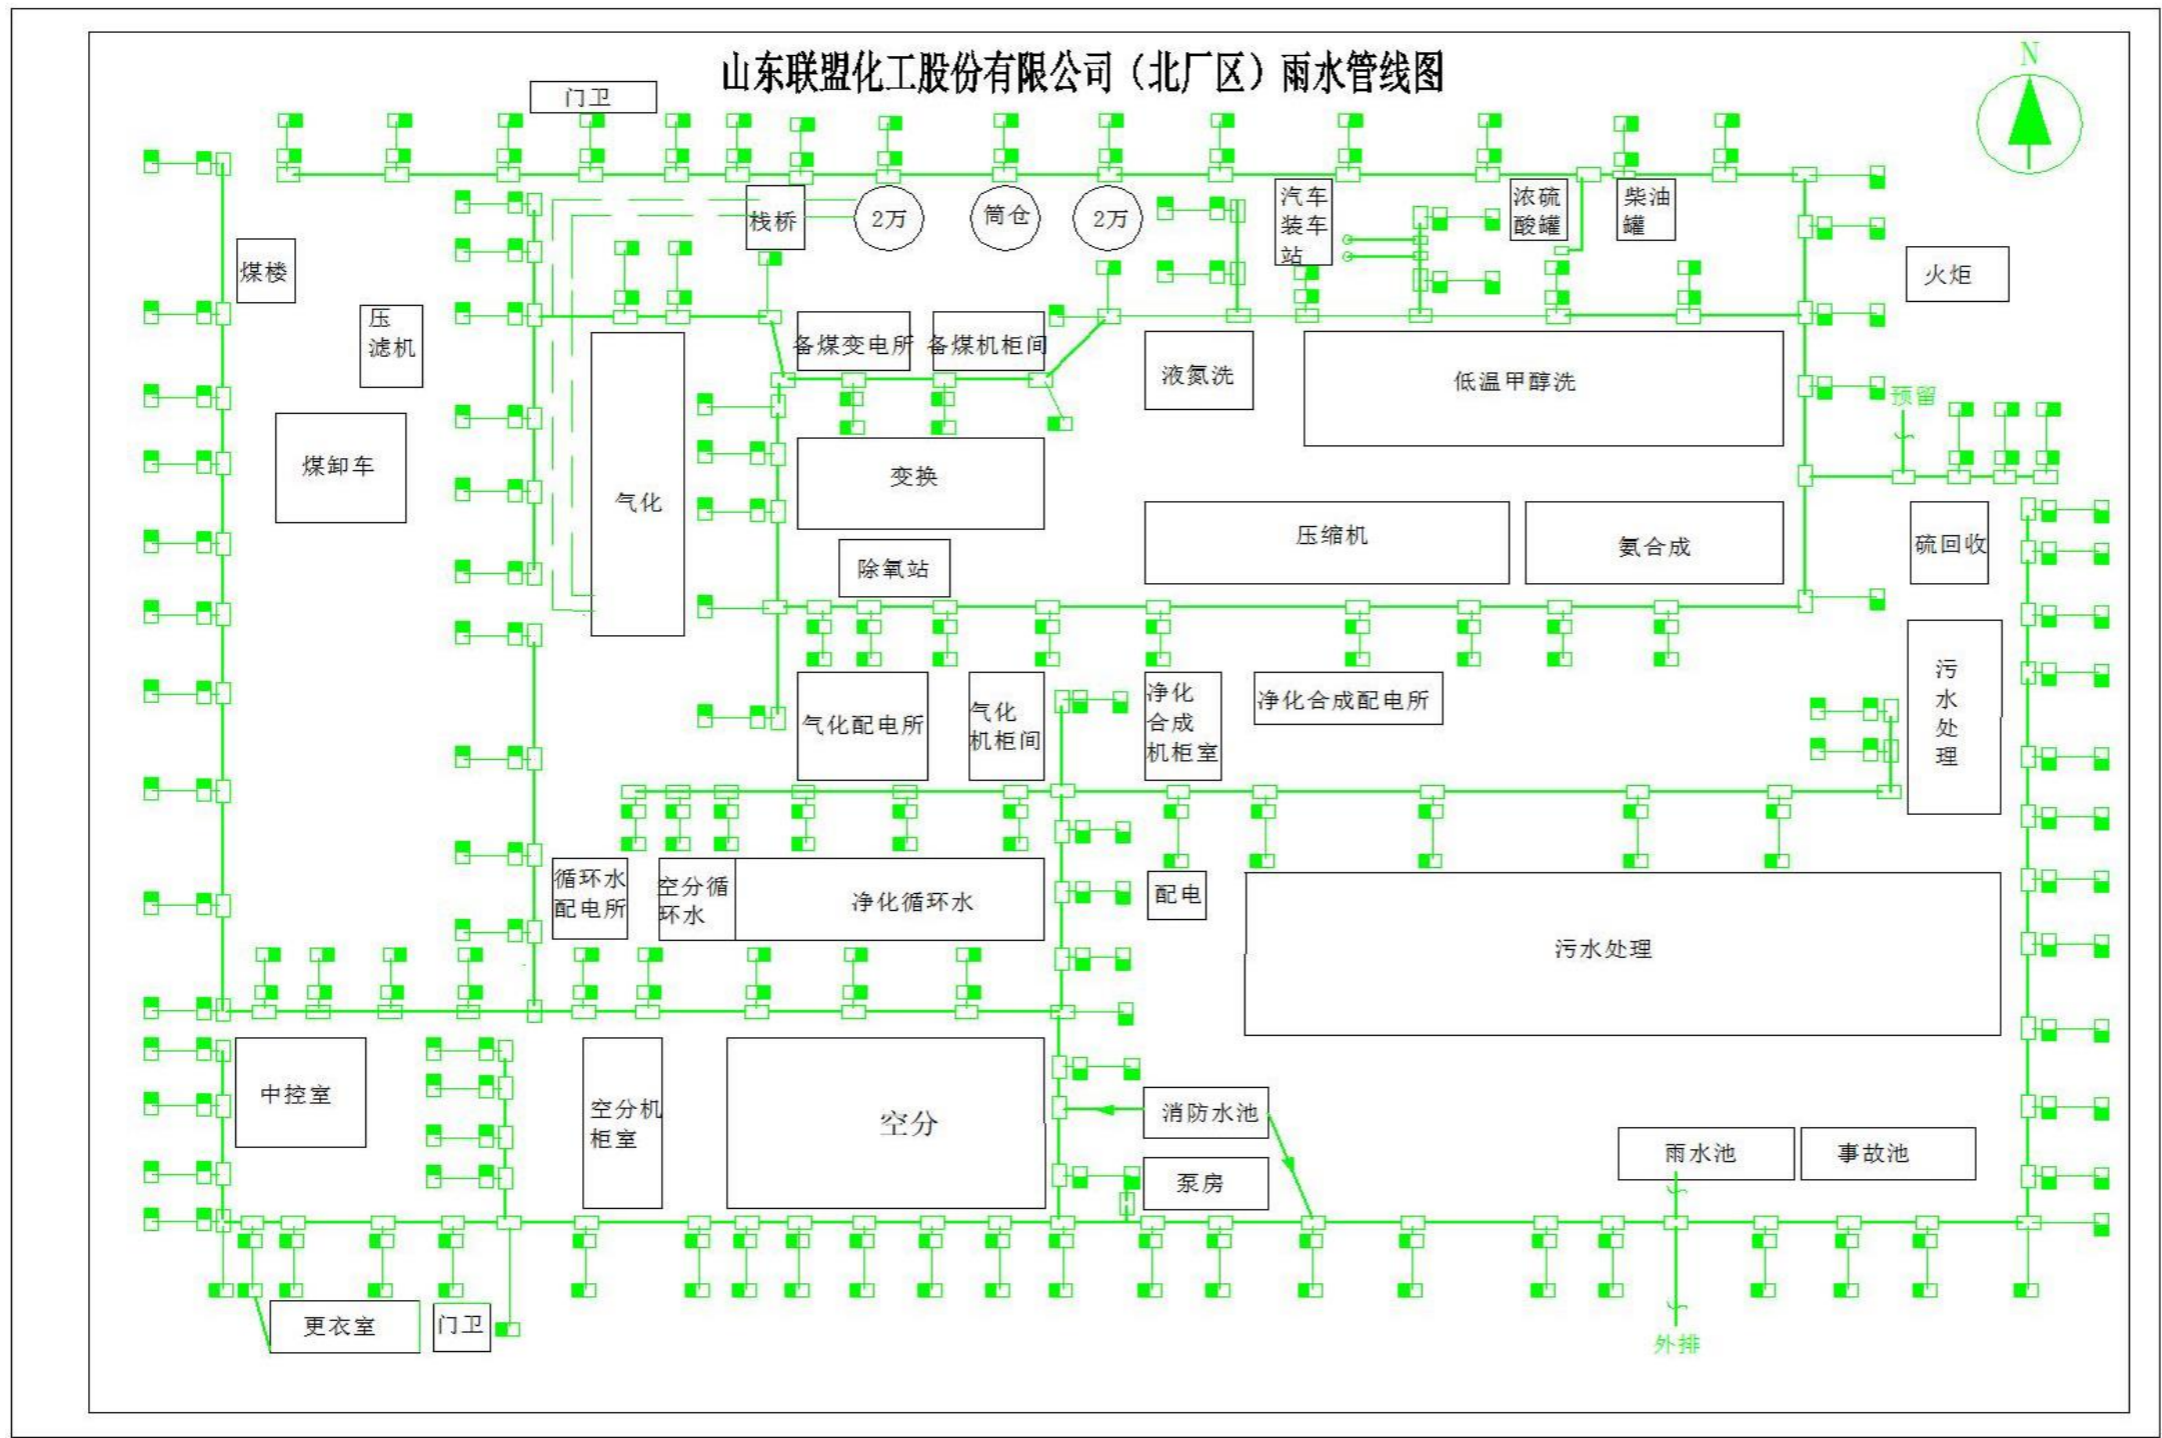 山东联盟化工股份有限公司（北厂区）雨水管线图
N
门卫
栈桥
2万
筒仓
2万
汽车
装车
站
浓硫
酸罐
柴油
罐
煤楼
火炬
压
滤机
备煤变电所
备煤机柜间
液氮洗
低温甲醇洗
预留
煤卸车
气化
变换
压缩机
氨合成
硫回收
除氧站
污
水
处
理
气化配电所
气化
机柜间
净化
合成
机柜室
净化合成配电所
循环水
配电所
空分循
环水
净化循环水
配电
污水处理
中控室
空分机
柜室
空分
消防水池
泵房
雨水池
事故池
更衣室
门卫
外排